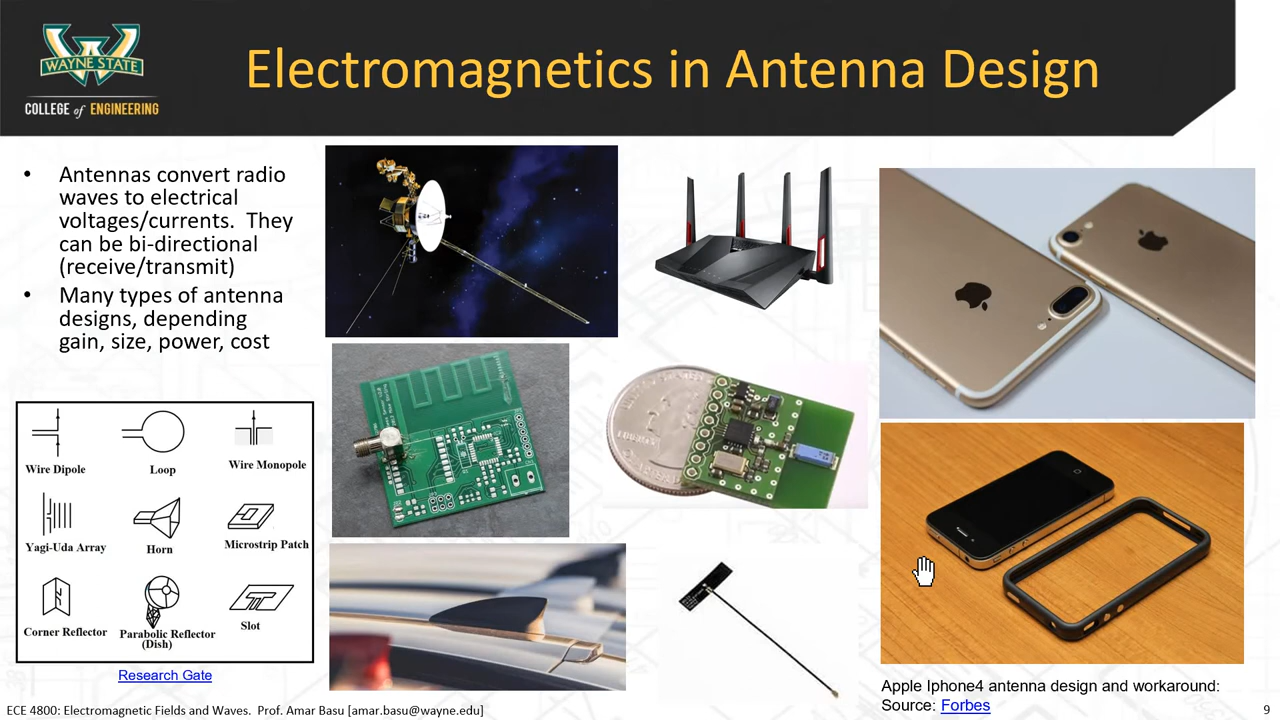 WAYNE STATE
COLLEGE of ENGINEERING
Electromagnetics in Antenna Design
• Antennas convert radio
waves to electrical
voltages/currents. They
can be bi-directional
(receive/transmit)
• Many types of antenna
designs, depending
gain, size, power, cost
Wire Dipole
Loop
Wire Monopole
Yagi-Uda Array
Horn
Microstrip Patch
Corner Reflector
Parabolic Reflector
(Dish)
Slot
Research Gate
Apple Iphone4 antenna design and workaround:
Source: Forbes
ECE 4800: Electromagnetic Fields and Waves. Prof. Amar Basu [amar.basu@wayne.edu]
9